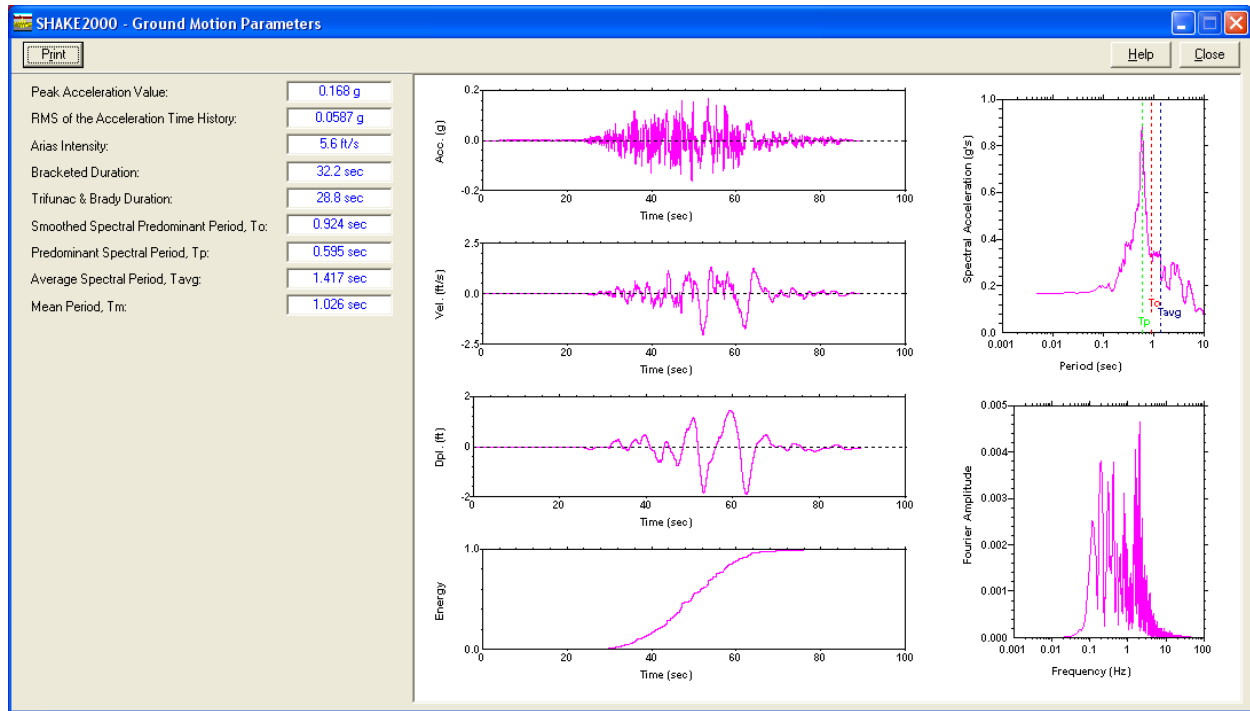 SHAKE2000 - Ground Motion Parameters
Print
Help
Close
Peak Acceleration Value: 0.168 g
RMS of the Acceleration Time History: 0.0587 g
Arias Intensity: 5.6 ft/s
Bracketed Duration: 32.2 sec
Trifunac & Brady Duration: 28.8 sec
Smoothed Spectral Predominant Period, To: 0.924 sec
Predominant Spectral Period, Tp: 0.595 sec
Average Spectral Period, Tavg: 1.417 sec
Mean Period, Tm: 1.026 sec
0.2
0.0
-0.2
Acc. (g)
0 20 40 60 80 100
Time (sec)
2.5
0.0
-2.5
Vel. (ft/s)
0 20 40 60 80 100
Time (sec)
2
0
-2
Dpl. (ft)
0 20 40 60 80 100
Time (sec)
1.0
0.0
Energy
0 20 40 60 80 100
Time (sec)
1.0
0.8
0.6
0.4
0.2
0.0
Spectral Acceleration (g's)
To
Tavg
Tp
0.001 0.01 0.1 1 10
Period (sec)
0.005
0.004
0.003
0.002
0.001
0.000
Fourier Amplitude
0.001 0.01 0.1 1 10 100
Frequency (Hz)